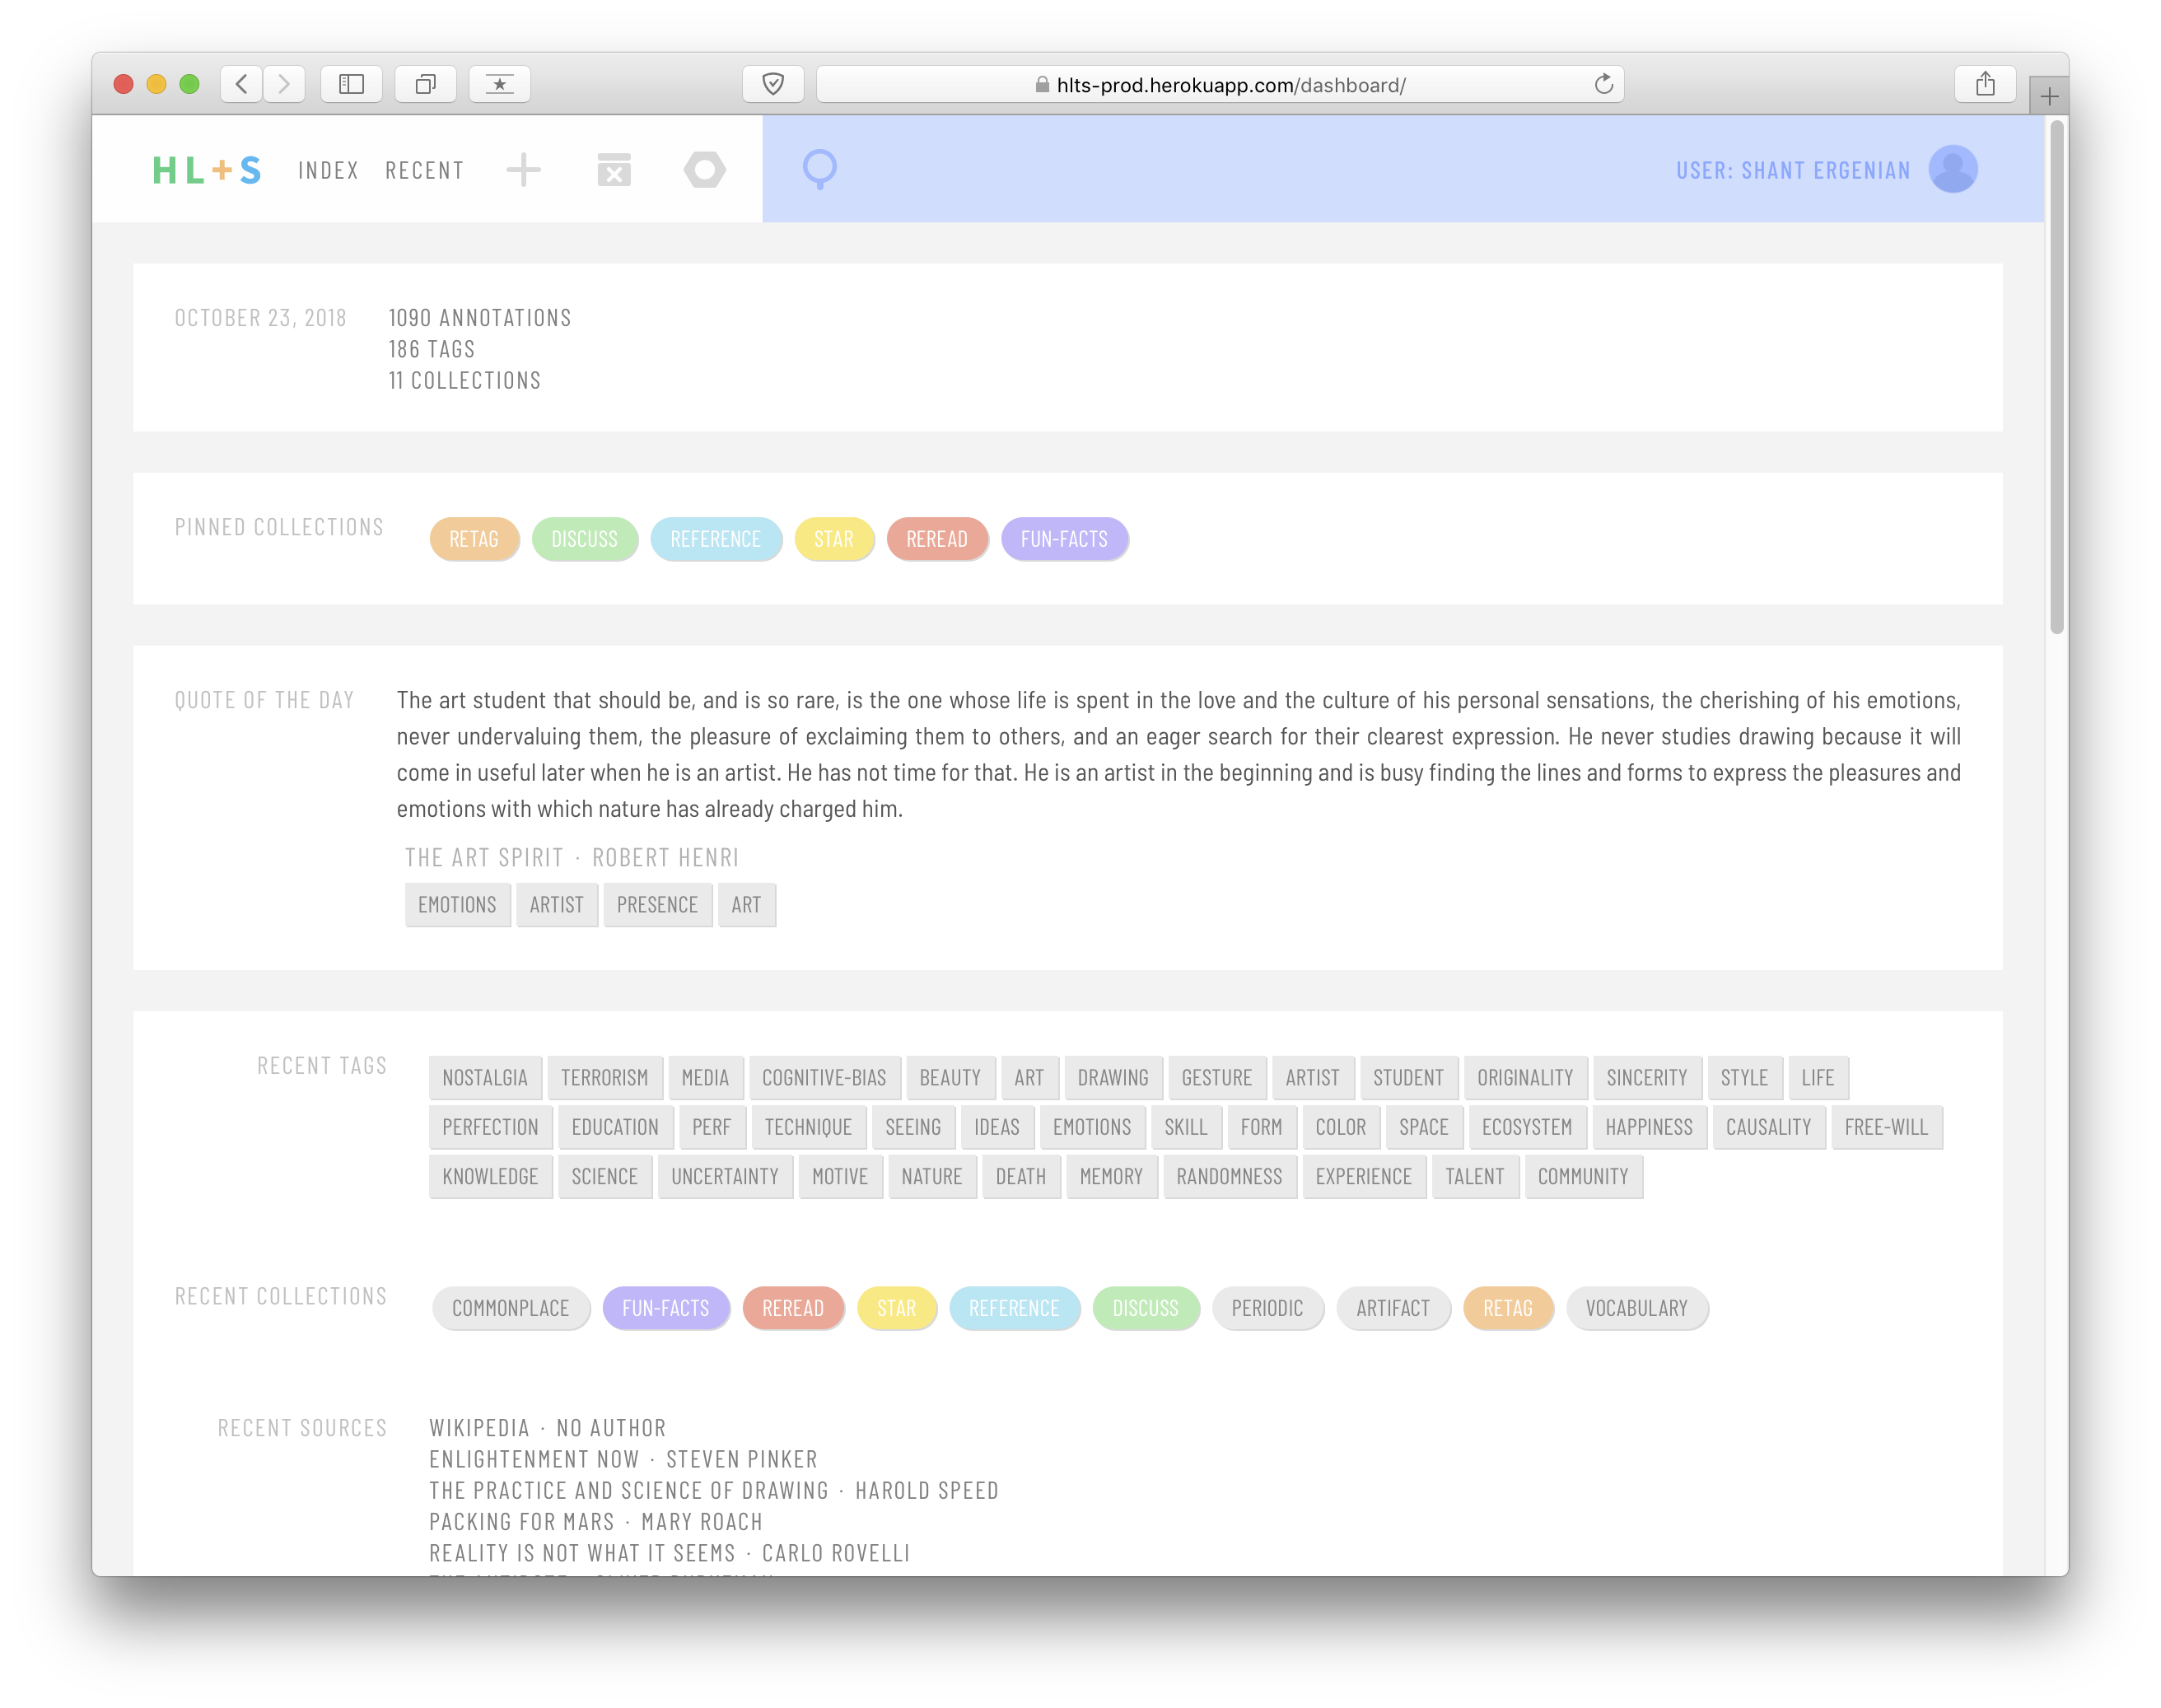 hlts-prod.herokuapp.com/dashboard/
HL+S INDEX RECENT
USER: SHANT ERGENIAN
OCTOBER 23, 2018
1090 ANNOTATIONS
186 TAGS
11 COLLECTIONS
PINNED COLLECTIONS
RETAG DISCUSS REFERENCE STAR REREAD FUN-FACTS
QUOTE OF THE DAY
The art student that should be, and is so rare, is the one whose life is spent in the love and the culture of his personal sensations, the cherishing of his emotions,
never undervaluing them, the pleasure of exclaiming them to others, and an eager search for their clearest expression. He never studies drawing because it will
come in useful later when he is an artist. He has not time for that. He is an artist in the beginning and is busy finding the lines and forms to express the pleasures and
emotions with which nature has already charged him.
THE ART SPIRIT · ROBERT HENRI
EMOTIONS ARTIST PRESENCE ART
RECENT TAGS
NOSTALGIA TERRORISM MEDIA COGNITIVE-BIAS BEAUTY ART DRAWING GESTURE ARTIST STUDENT ORIGINALITY SINCERITY STYLE LIFE
PERFECTION EDUCATION PERF TECHNIQUE SEEING IDEAS EMOTIONS SKILL FORM COLOR SPACE ECOSYSTEM HAPPINESS CAUSALITY FREE-WILL
KNOWLEDGE SCIENCE UNCERTAINTY MOTIVE NATURE DEATH MEMORY RANDOMNESS EXPERIENCE TALENT COMMUNITY
RECENT COLLECTIONS
COMMONPLACE FUN-FACTS REREAD STAR REFERENCE DISCUSS PERIODIC ARTIFACT RETAG VOCABULARY
RECENT SOURCES
WIKIPEDIA · NO AUTHOR
ENLIGHTENMENT NOW · STEVEN PINKER
THE PRACTICE AND SCIENCE OF DRAWING · HAROLD SPEED
PACKING FOR MARS · MARY ROACH
REALITY IS NOT WHAT IT SEEMS · CARLO ROVELLI